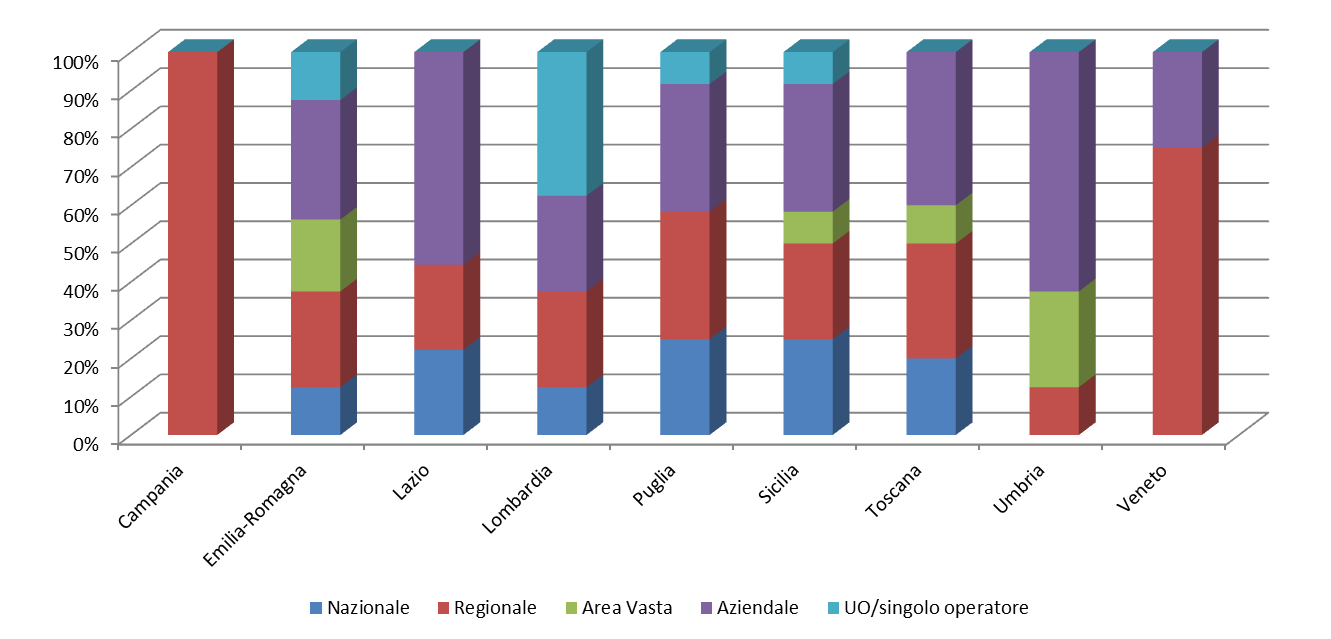 100%
90%
80%
70%
60%
50%
40%
30%
20%
10%
0%
Campania
Emilia-Romagna
Lazio
Lombardia
Puglia
Sicilia
Toscana
Umbria
Veneto
Nazionale Regionale Area Vasta Aziendale UO/singolo operatore